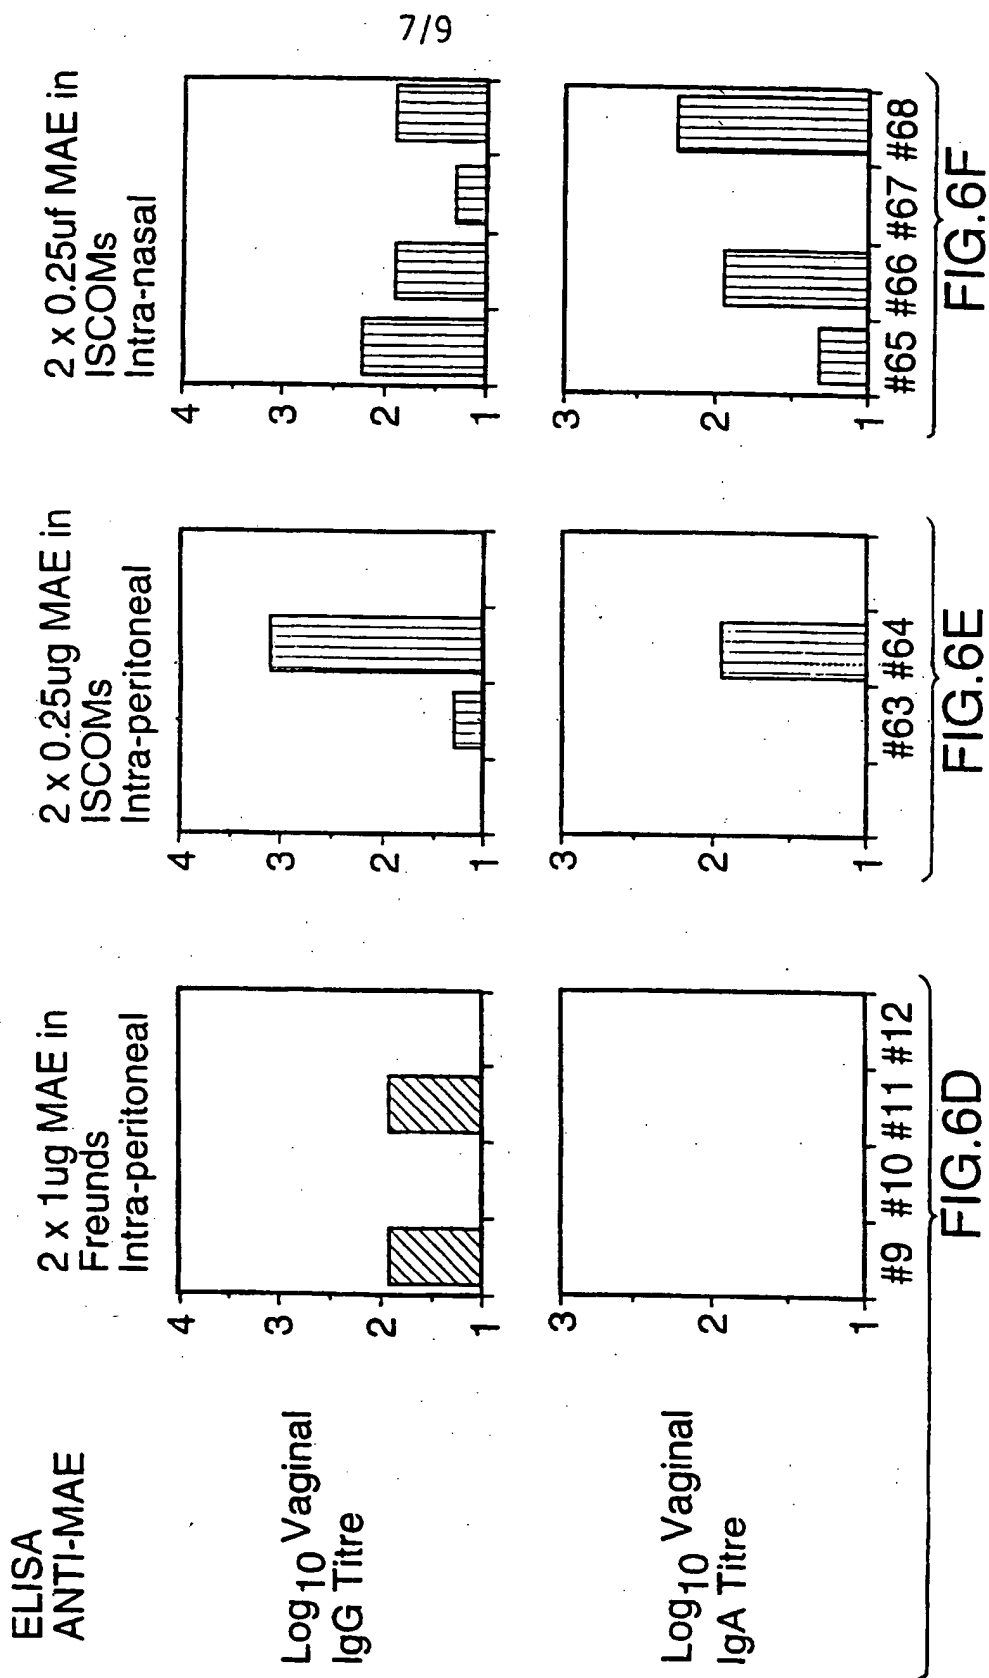 7/9
ELISA
ANTI-MAE
2 x 1ug MAE in
Freunds
Intra-peritoneal
2 x 0.25ug MAE in
ISCOMs
Intra-peritoneal
2 x 0.25uf MAE in
ISCOMs
Intra-nasal
Log10 Vaginal
IgG Titre
4
3
2
1
4
3
2
1
4
3
2
1
Log10 Vaginal
IgA Titre
3
2
1
3
2
1
3
2
1
#9 #10 #11 #12
#63 #64
#65 #66 #67 #68
FIG.6D
FIG.6E
FIG.6F